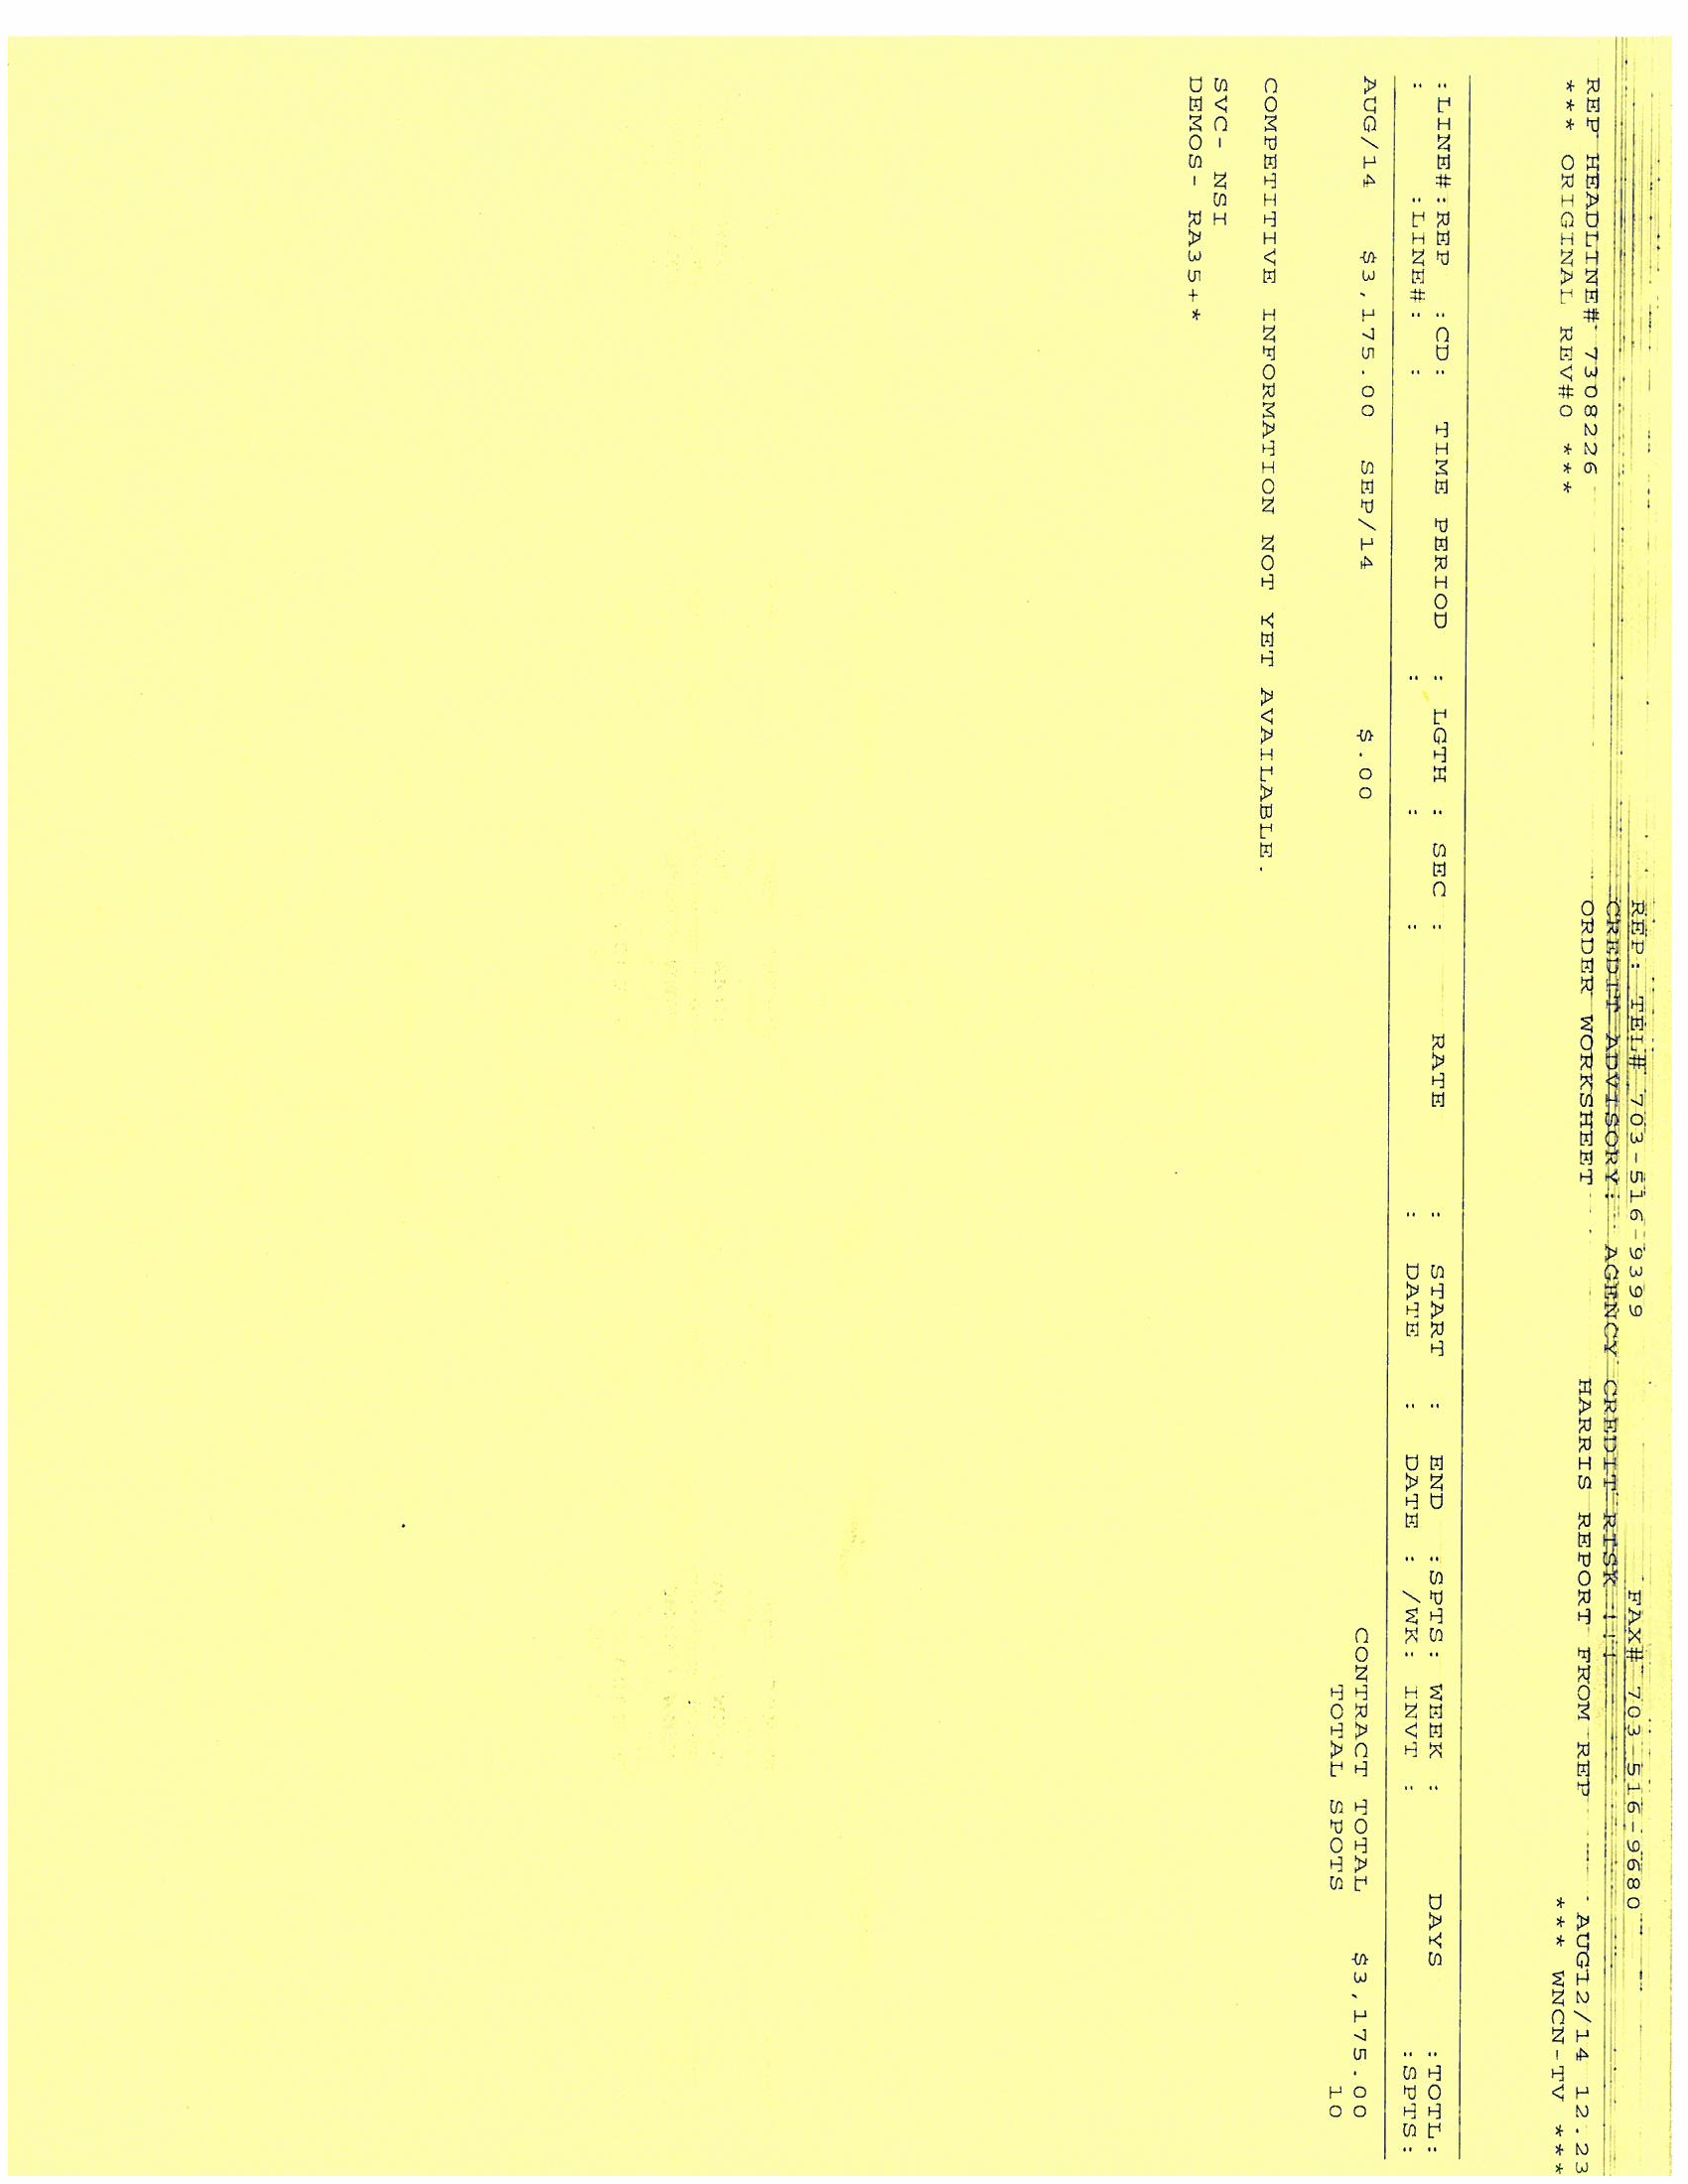 REP: TEL# 703-516-9399 FAX# 703-516-9680
CREDIT ADVISORY: AGENCY CREDIT RISK !!!
REP HEADLINE# 7308226 ORDER WORKSHEET HARRIS REPORT FROM REP AUG12/14 12.23
*** ORIGINAL REV#0 *** *** WNCN-TV ***
:LINE#:REP :CD: TIME PERIOD : LGTH : SEC : RATE : START : END :SPTS: WEEK : DAYS :TOTL:
: :LINE#: : : : : : DATE : DATE : /WK: INVT : :SPTS:
AUG/14 $3,175.00 SEP/14 $.00 CONTRACT TOTAL $3,175.00
TOTAL SPOTS 10
COMPETITIVE INFORMATION NOT YET AVAILABLE.
SVC- NSI
DEMOS- RA35+*